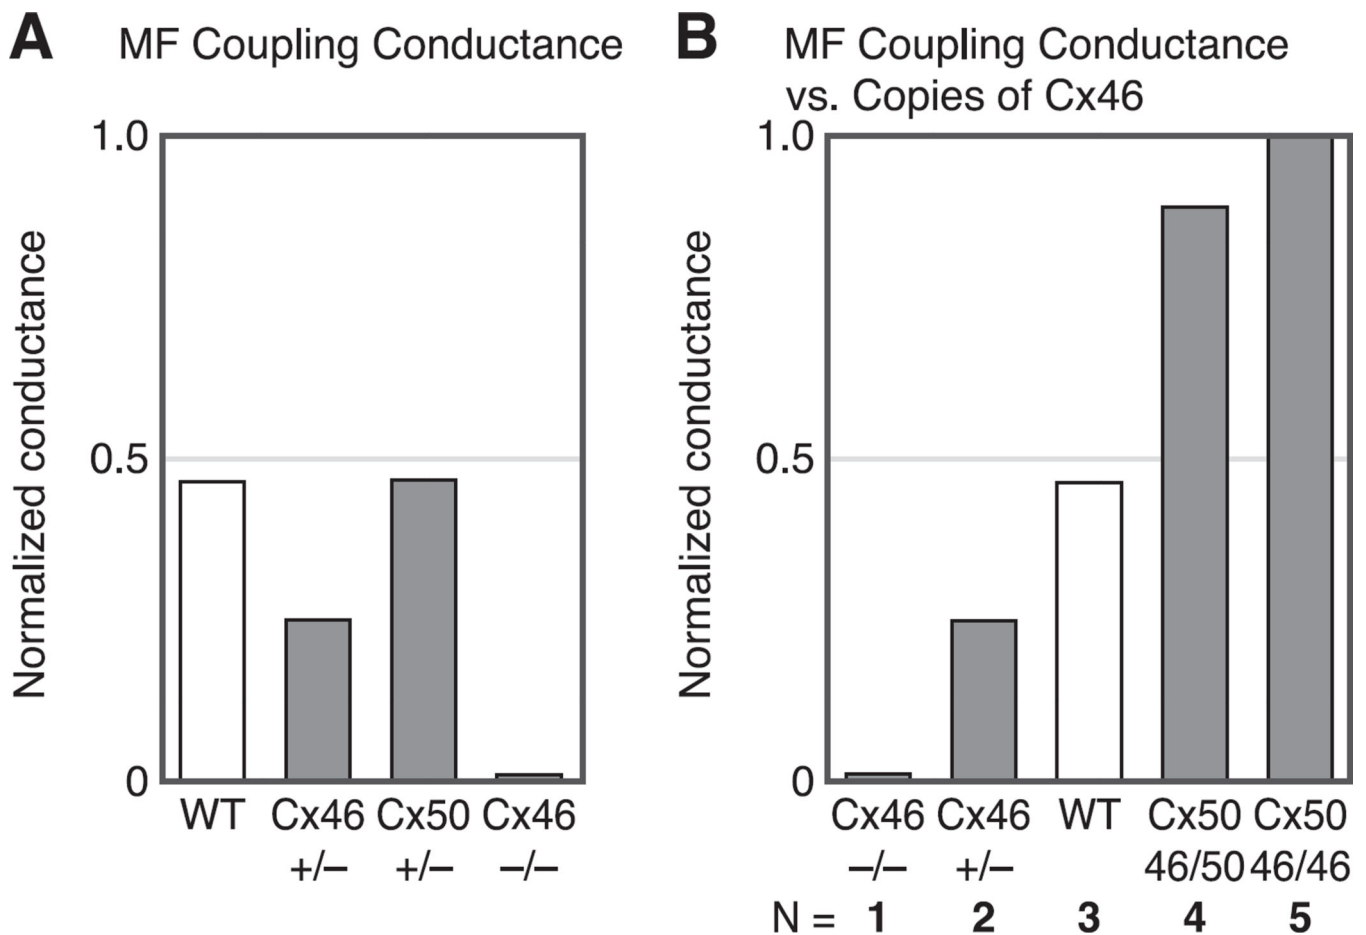 A MF Coupling Conductance
1.0
0.5
0
Normalized conductance
WT Cx46 Cx50 Cx46
+/– +/– –/–
B MF Coupling Conductance
vs. Copies of Cx46
1.0
0.5
0
Normalized conductance
Cx46 Cx46 WT Cx50 Cx50
–/– +/– 46/50 46/46
N = 1 2 3 4 5